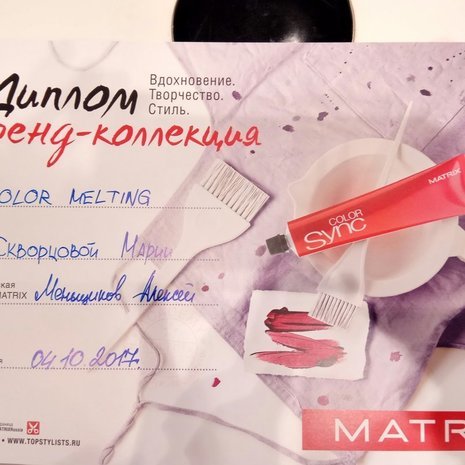 Диплом
Вдохновение.
Творчество.
Стиль.
ренд-коллекция
OLOR MELTING
Скворцовой Марии
ская
MATRIX Меньщиков Алексей
04.10.2017
• WWW.TOPSTYLISTS.RU
MATRIX
COLOR
SYNC
MATR